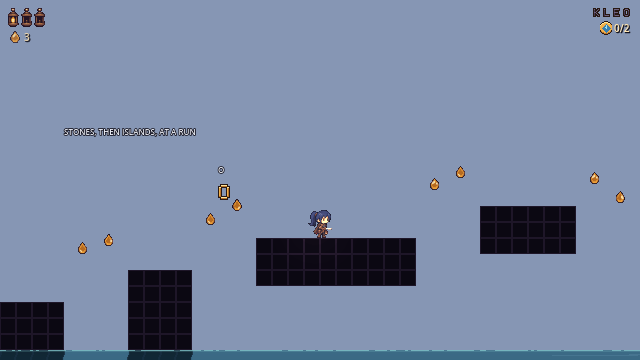 KLEO
3
0/2
STONES, THEN ISLANDS, AT A RUN